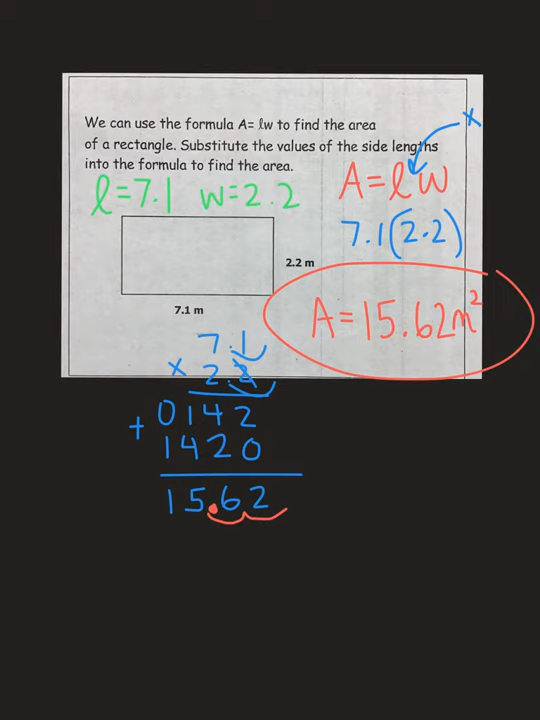 We can use the formula A= ℓw to find the area
of a rectangle. Substitute the values of the side lengths
into the formula to find the area.
x
ℓ=7.1 w=2.2
A=ℓw
7.1(2.2)
2.2 m
7.1 m
A=15.62m²
7.1
x 2.2
0142
+ 1420
15.62